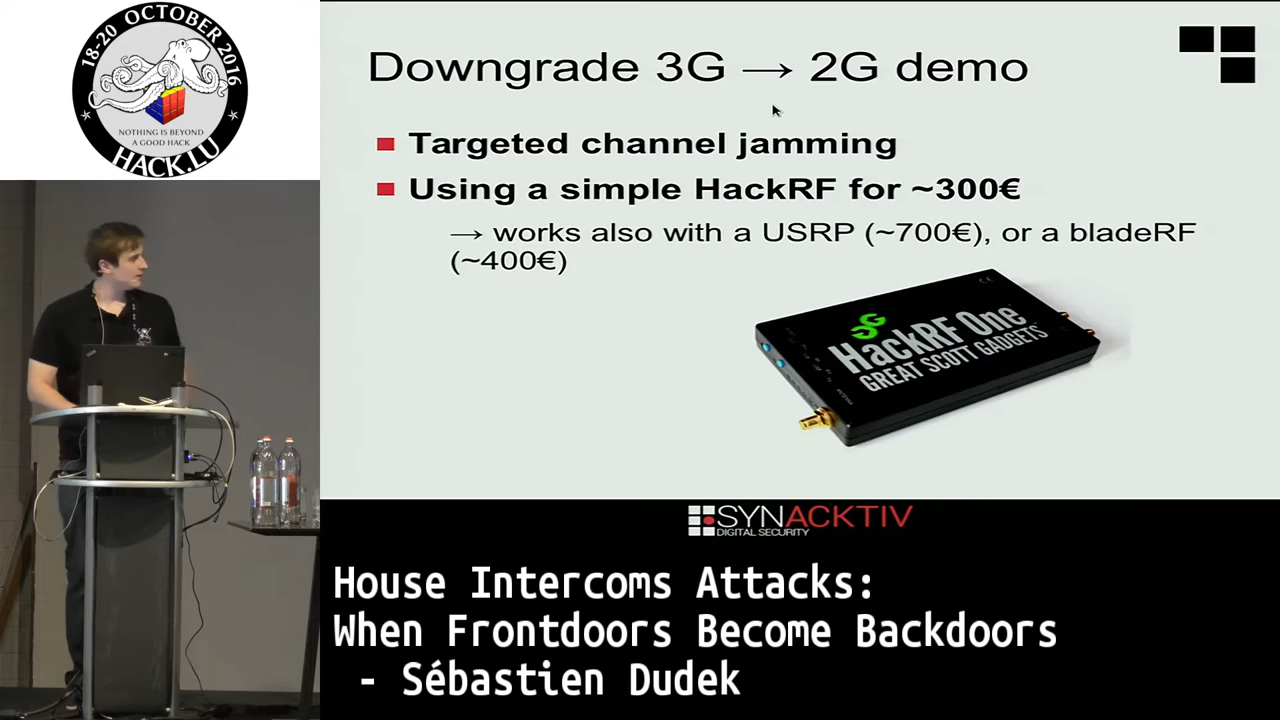 18-20 OCTOBER 2016
NOTHING IS BEYOND
A GOOD HACK
HACK.LU
Downgrade 3G → 2G demo
Targeted channel jamming
Using a simple HackRF for ~300€
→ works also with a USRP (~700€), or a bladeRF
(~400€)
HackRF One
GREAT SCOTT GADGETS
SYNACKTIV
DIGITAL SECURITY
House Intercoms Attacks:
When Frontdoors Become Backdoors
- Sébastien Dudek